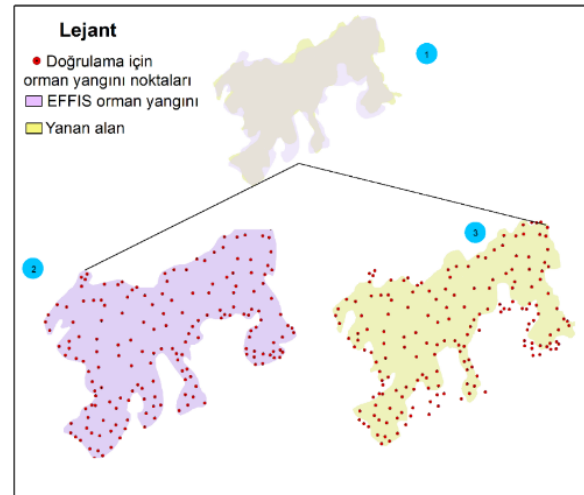 Lejant
Doğrulama için
orman yangını noktaları
EFFIS orman yangını
Yanan alan
1
2
3